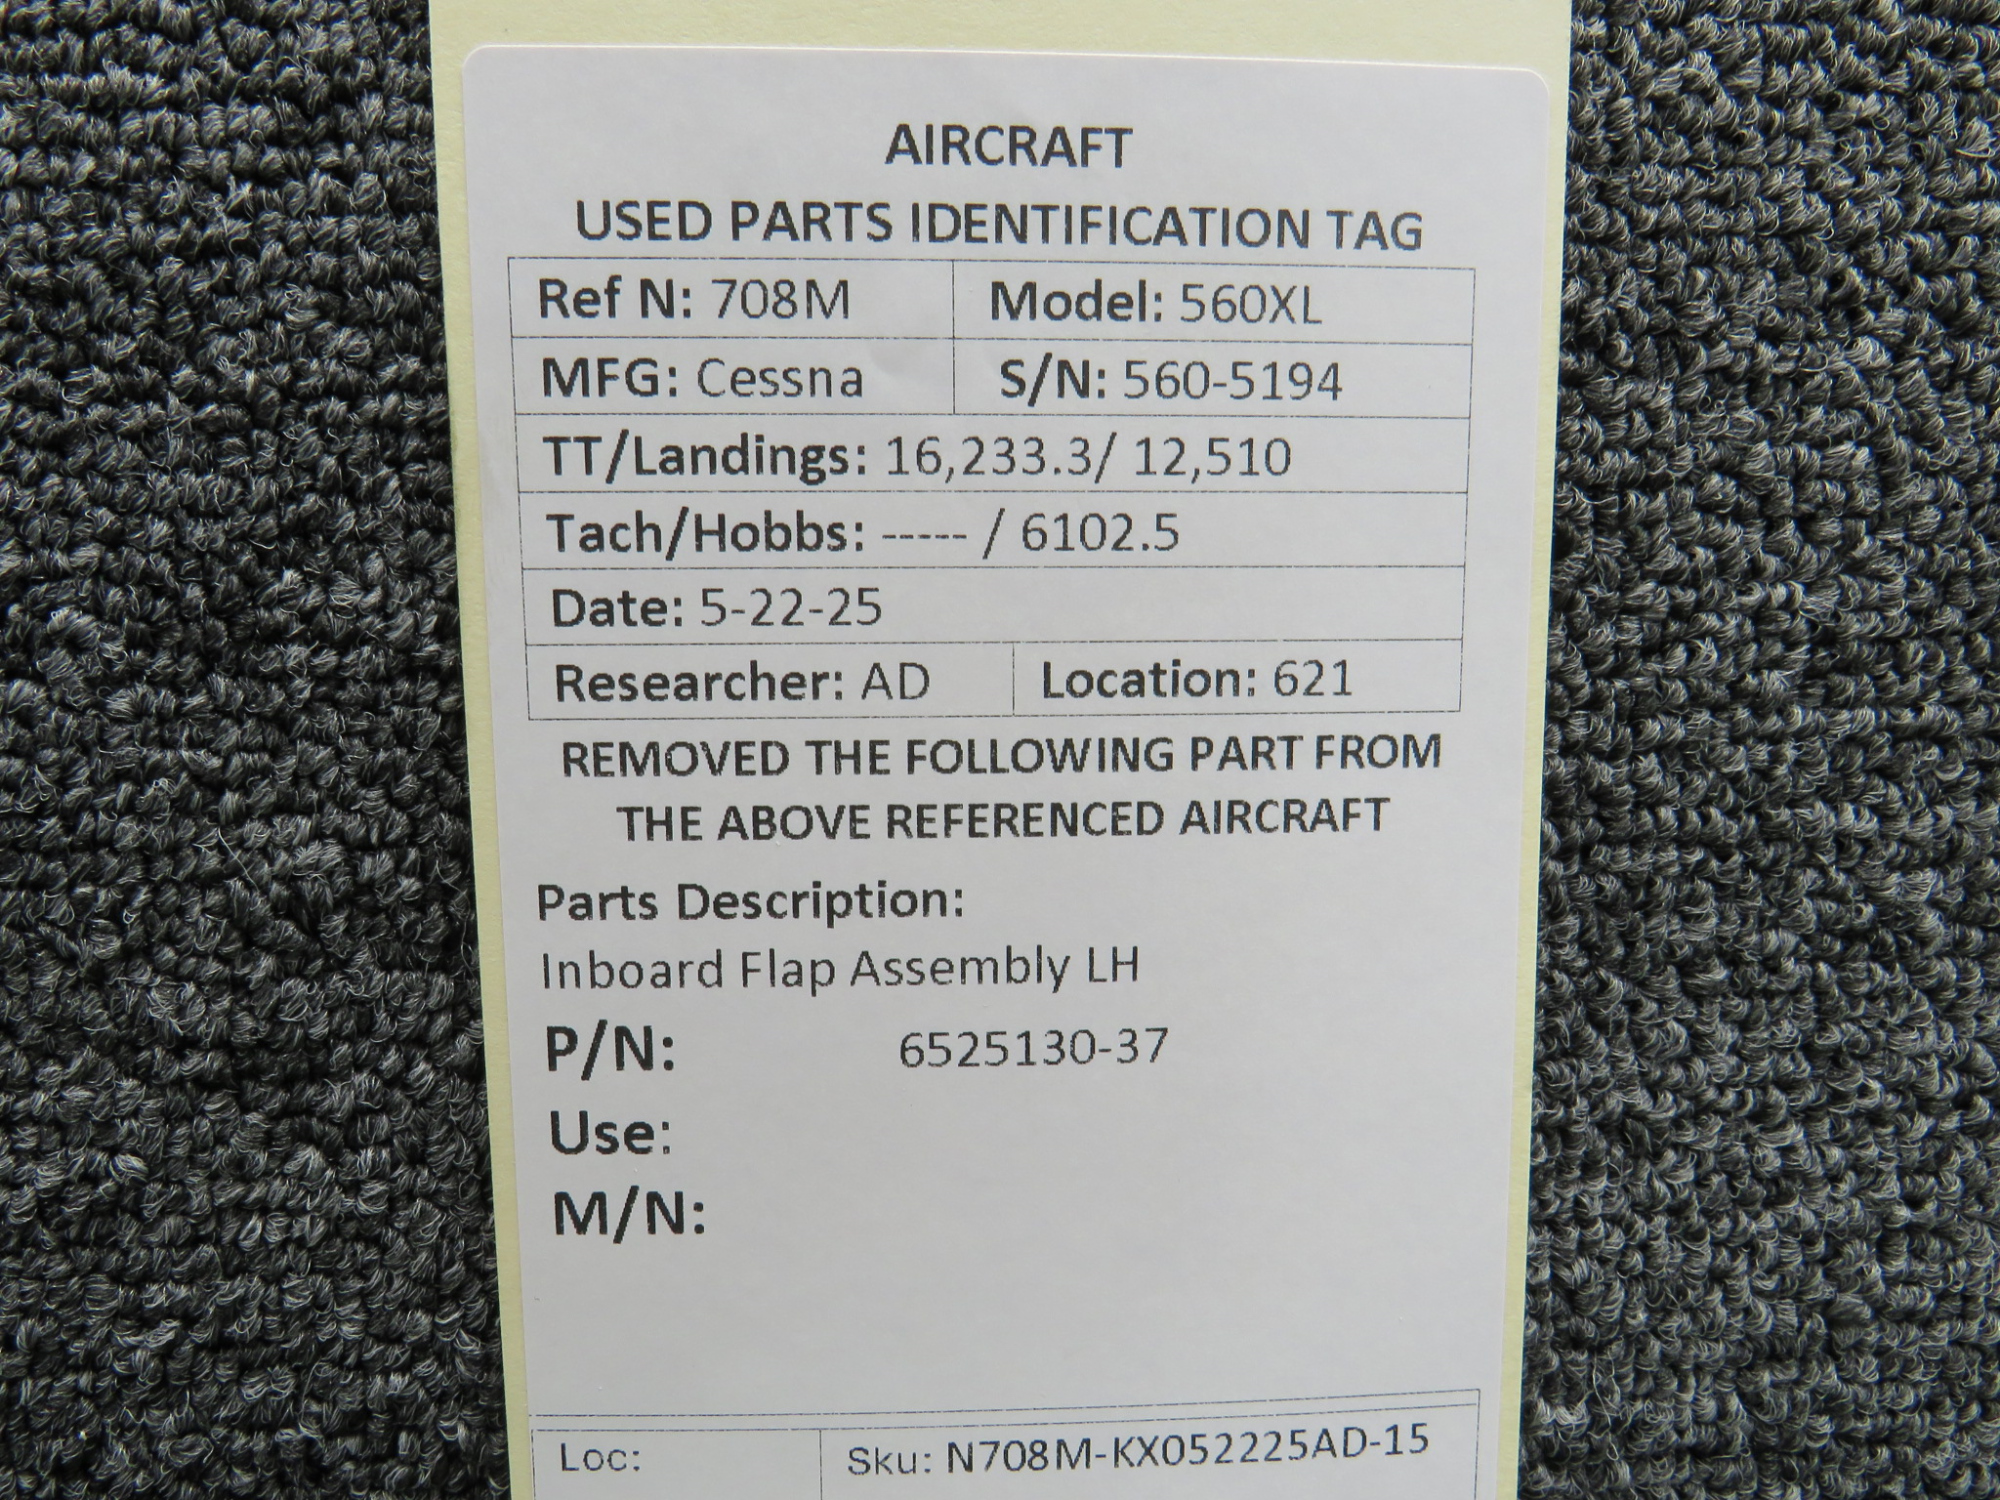 AIRCRAFT
USED PARTS IDENTIFICATION TAG
Ref N: 708M Model: 560XL
MFG: Cessna S/N: 560-5194
TT/Landings: 16,233.3/ 12,510
Tach/Hobbs: ----- / 6102.5
Date: 5-22-25
Researcher: AD Location: 621
REMOVED THE FOLLOWING PART FROM
THE ABOVE REFERENCED AIRCRAFT
Parts Description:
Inboard Flap Assembly LH
P/N: 6525130-37
Use:
M/N:
Loc: Sku: N708M-KX052225AD-15